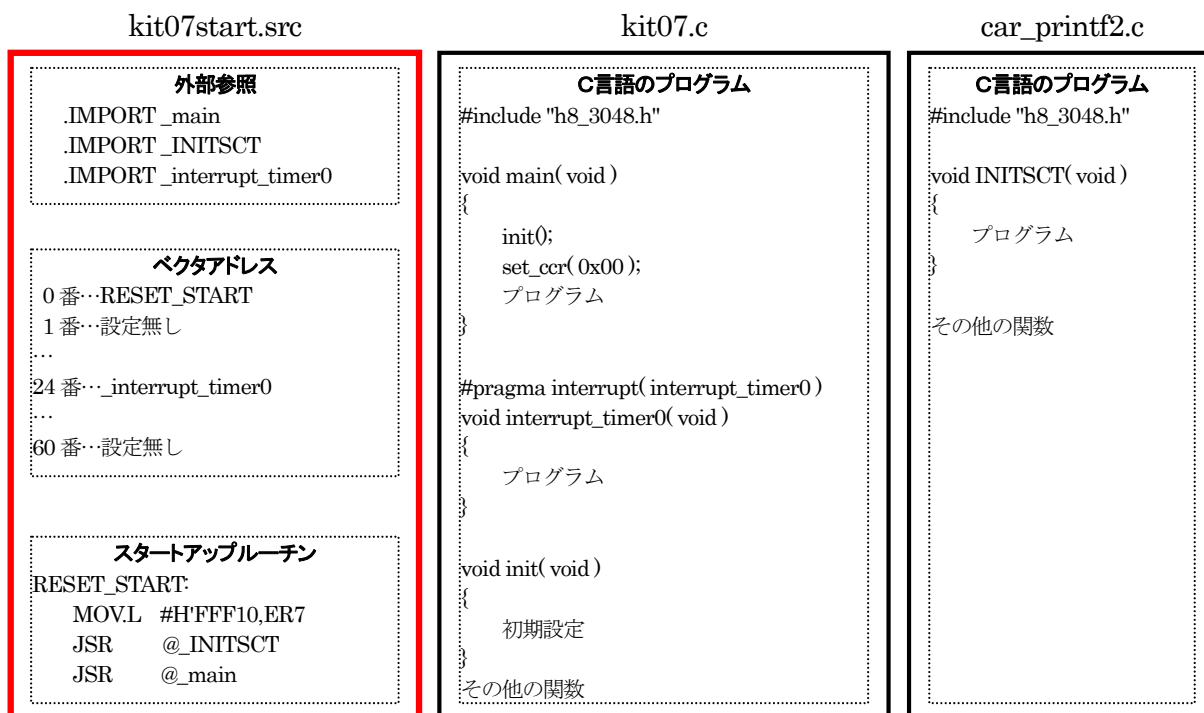 kit07start.src
外部参照
.IMPORT _main
.IMPORT _INITSCT
.IMPORT _interrupt_timer0
ベクタアドレス
0 番…RESET_START
1 番…設定無し
…
24 番…_interrupt_timer0
…
60 番…設定無し
スタートアップルーチン
RESET_START:
MOV.L #H'FFF10,ER7
JSR @_INITSCT
JSR @_main
kit07.c
C言語のプログラム
#include "h8_3048.h"
void main( void )
{
init();
set_ccr( 0x00 );
プログラム
}
#pragma interrupt( interrupt_timer0 )
void interrupt_timer0( void )
{
プログラム
}
void init( void )
{
初期設定
}
その他の関数
car_printf2.c
C言語のプログラム
#include "h8_3048.h"
void INITSCT( void )
{
プログラム
}
その他の関数